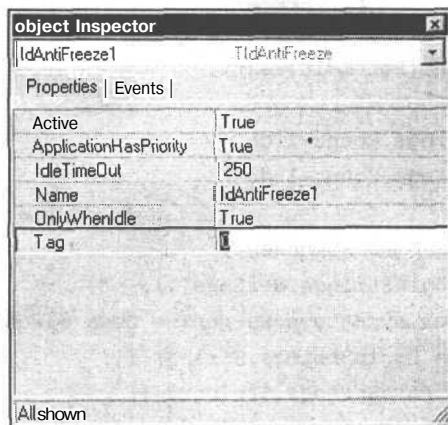 object Inspector
IdAntiFreeze1 TIdAntiFreeze
Properties | Events |
Active True
ApplicationHasPriority True
IdleTimeOut 250
Name IdAntiFreeze1
OnlyWhenIdle True
Tag 0
All shown